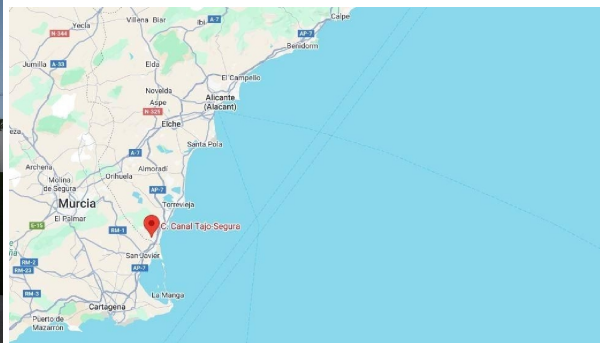 Yecla
Villena
Biar
Ibi
AP-7
Calpe
N-344
Benidorm
Jumilla
A-33
Elda
El Campello
Novelda
Alicante
(Alacant)
Aspe
N-325
Elche
Santa Pola
A-7
Archena
Almoradí
Molina
de Segura
Orihuela
AP-7
Murcia
Torrevieja
El Palmar
E-15
RM-1
C. Canal Tajo-Segura
San Javier
RM-2
RM-23
AP-7
RM-3
La Manga
Cartagena
Puerto de
Mazarrón